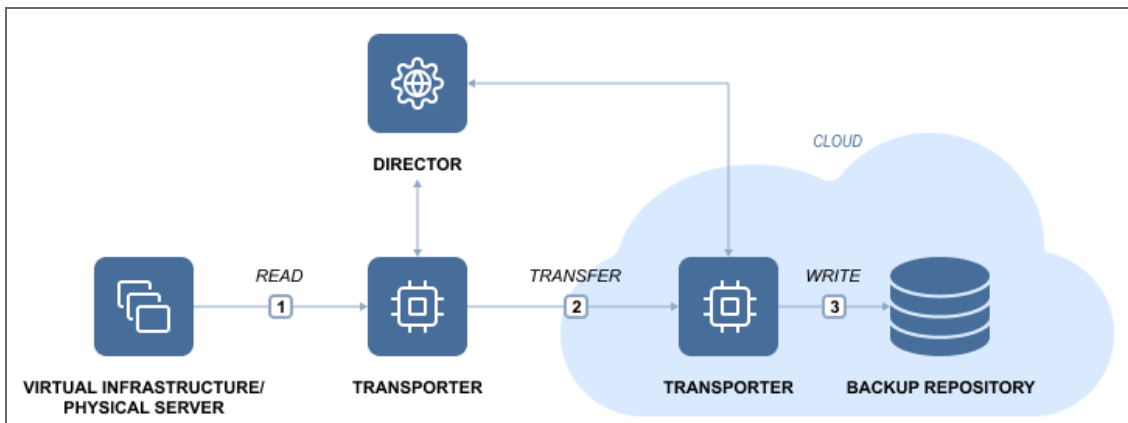 CLOUD
DIRECTOR
READ
TRANSFER
WRITE
1
2
3
VIRTUAL INFRASTRUCTURE/
PHYSICAL SERVER
TRANSPORTER
TRANSPORTER
BACKUP REPOSITORY